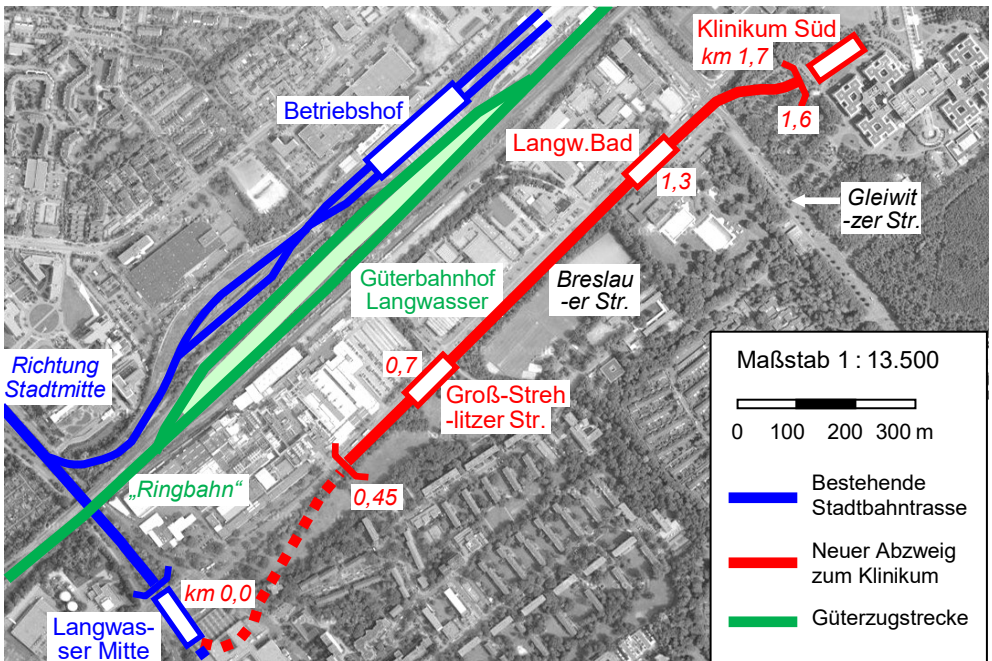 Klinikum Süd
km 1,7
Betriebshof
1,6
Langw.Bad
1,3
Gleiwit
-zer Str.
Güterbahnhof
Langwasser
Breslau
-er Str.
Richtung
Stadtmitte
0,7
Groß-Streh
-litzer Str.
„Ringbahn“
0,45
km 0,0
Langwas-
ser Mitte
Maßstab 1 : 13.500
0 100 200 300 m
Bestehende
Stadtbahntrasse
Neuer Abzweig
zum Klinikum
Güterzugstrecke